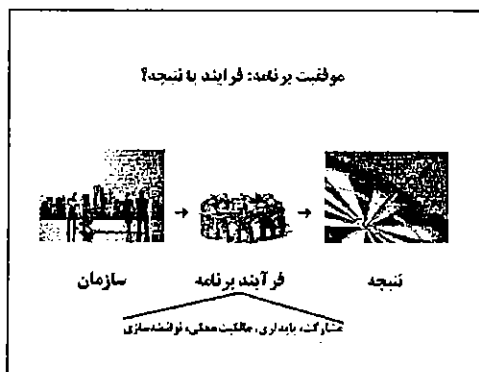 موفقیت برنامه: فرایند یا نتیجه؟
سازمان
فرآیند برنامه
نتیجه
مشارکت، پایداری، مالکیت محلی، توانمندسازی